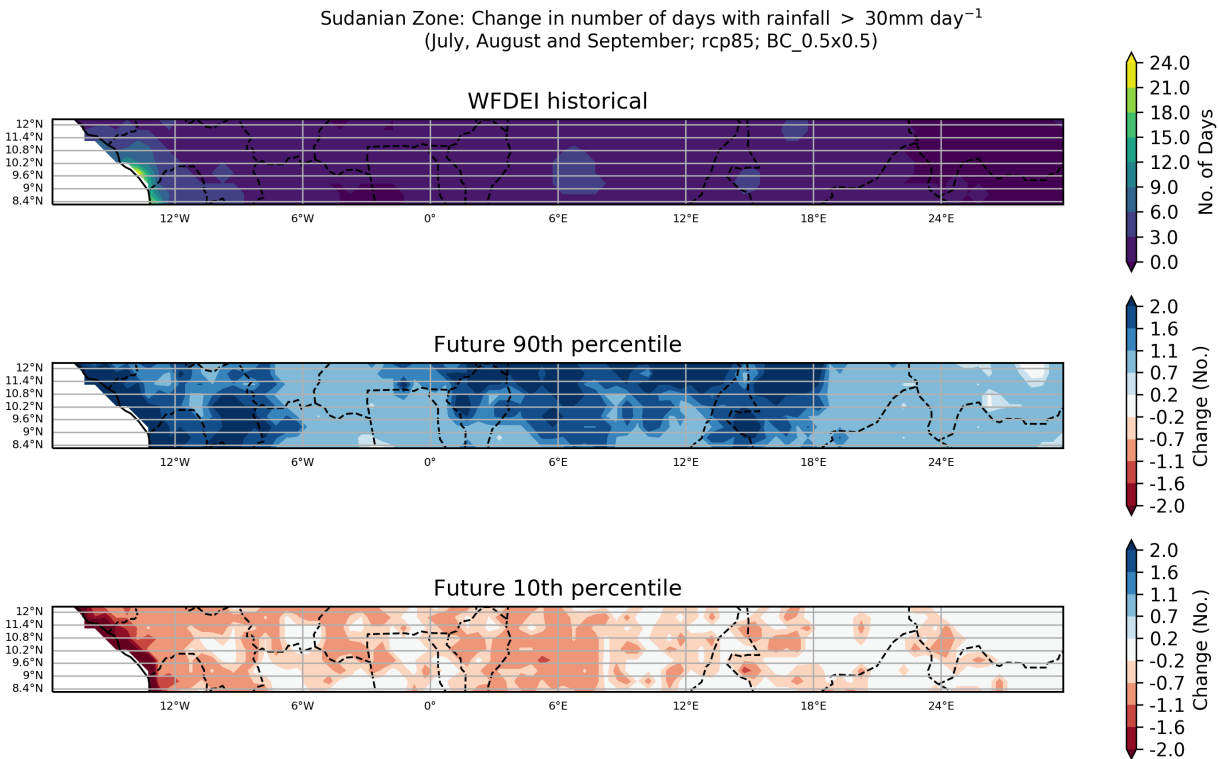 Sudanian Zone: Change in number of days with rainfall > 30mm day⁻¹
(July, August and September; rcp85; BC_0.5x0.5)
WFDEI historical
12°N
11.4°N
10.8°N
10.2°N
9.6°N
9°N
8.4°N
12°W 6°W 0° 6°E 12°E 18°E 24°E
24.0
21.0
18.0
15.0
12.0
9.0
6.0
3.0
0.0
No. of Days
Future 90th percentile
12°N
11.4°N
10.8°N
10.2°N
9.6°N
9°N
8.4°N
12°W 6°W 0° 6°E 12°E 18°E 24°E
2.0
1.6
1.1
0.7
0.2
-0.2
-0.7
-1.1
-1.6
-2.0
Change (No.)
Future 10th percentile
12°N
11.4°N
10.8°N
10.2°N
9.6°N
9°N
8.4°N
12°W 6°W 0° 6°E 12°E 18°E 24°E
2.0
1.6
1.1
0.7
0.2
-0.2
-0.7
-1.1
-1.6
-2.0
Change (No.)